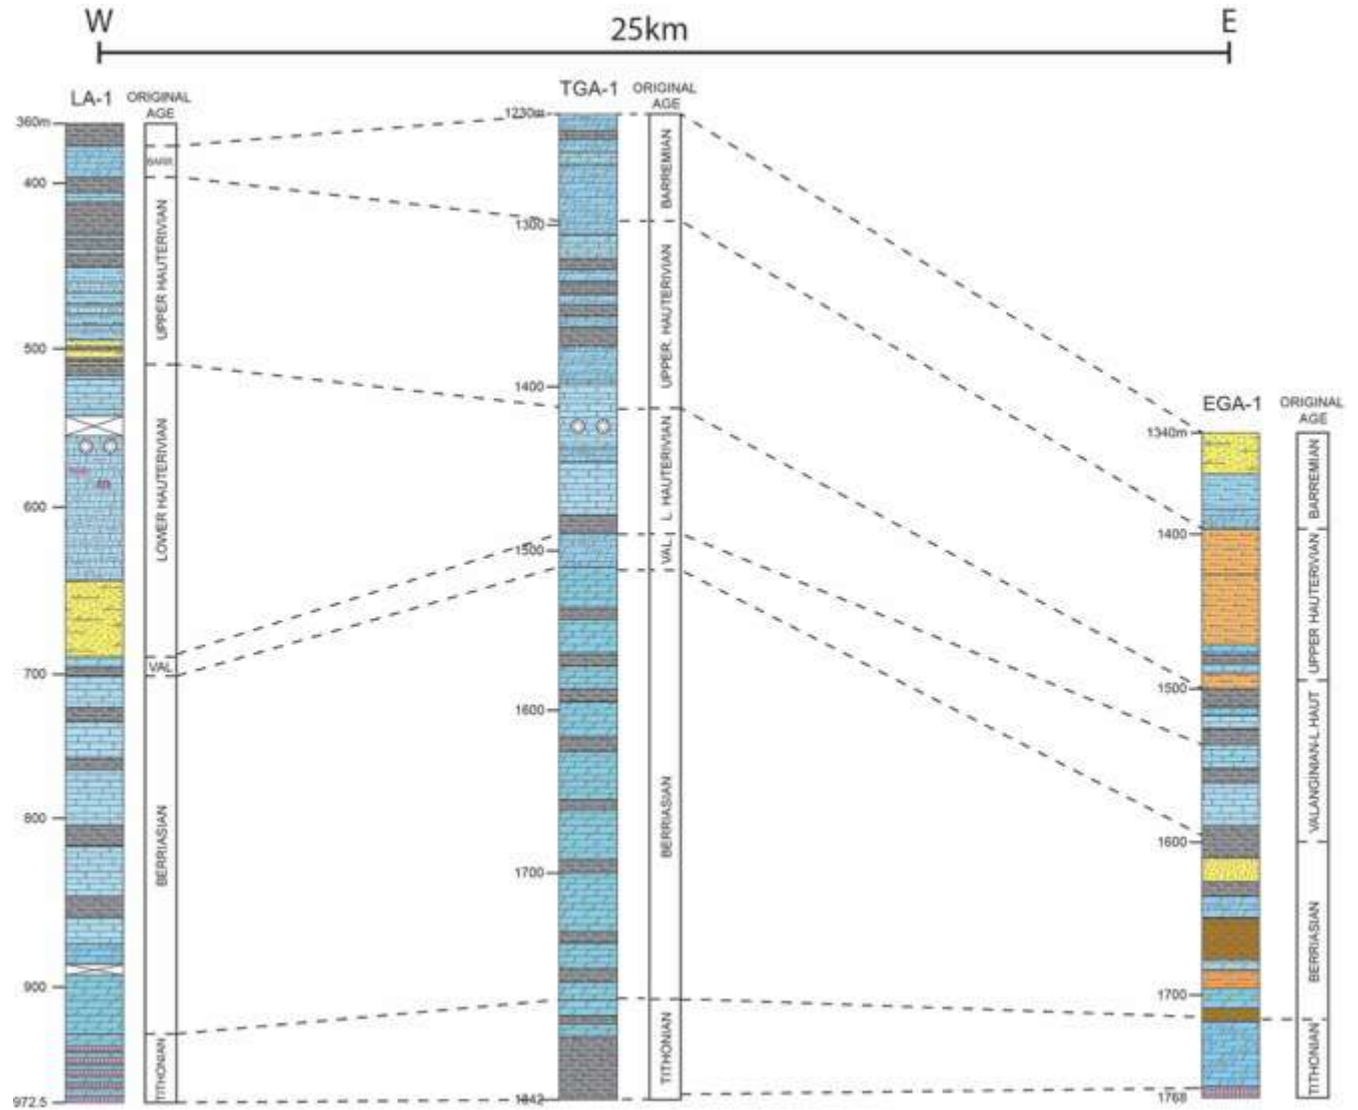 W
E
25km
LA-1
ORIGINAL
AGE
360m
400
500
600
700
800
900
972.5
BARR.
UPPER HAUTERIVIAN
LOWER HAUTERIVIAN
VAL
BERRIASIAN
TITHONIAN
TGA-1
ORIGINAL
AGE
1230m
1300
1400
1500
1600
1700
1842
BARREMIAN
UPPER. HAUTERIVIAN
L. HAUTERIVIAN
VAL
BERRIASIAN
TITHONIAN
EGA-1
ORIGINAL
AGE
1340m
1400
1500
1600
1700
1768
BARREMIAN
UPPER HAUTERIVIAN
VALANGINIAN-L.HAUT
BERRIASIAN
TITHONIAN